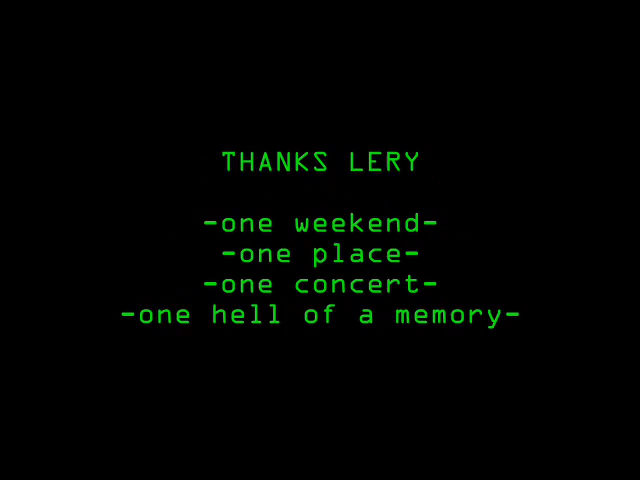 THANKS LERY
-one weekend-
-one place-
-one concert-
-one hell of a memory-